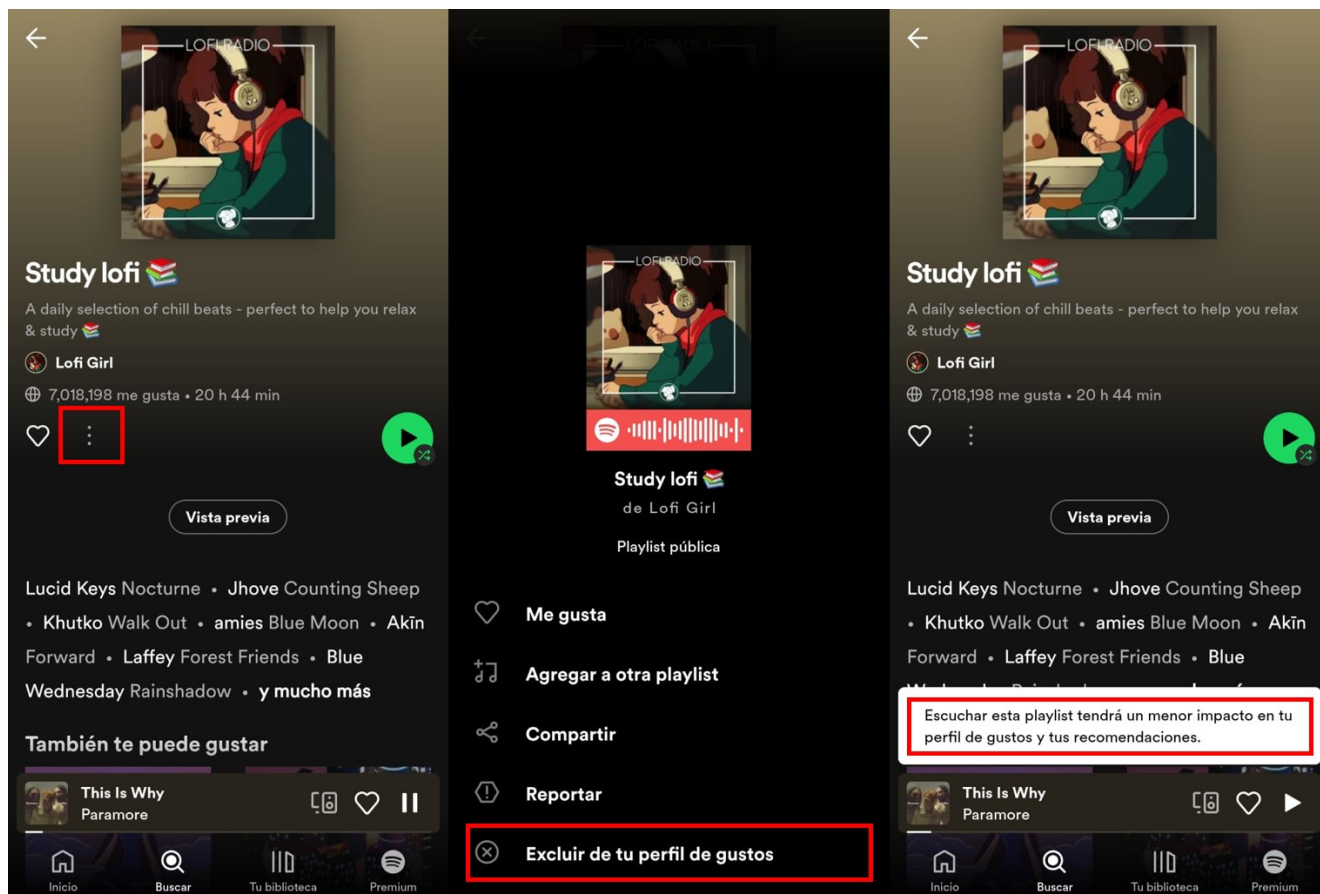 LOFI RADIO
Study lofi 📚
A daily selection of chill beats - perfect to help you relax
& study 📚
Lofi Girl
7,018,198 me gusta • 20 h 44 min
Vista previa
Lucid Keys Nocturne • Jhove Counting Sheep
• Khutko Walk Out • amies Blue Moon • Akīn
Forward • Laffey Forest Friends • Blue
Wednesday Rainshadow • y mucho más
También te puede gustar
This Is Why
Paramore
Inicio
Buscar
Tu biblioteca
Premium
LOFI RADIO
LOFI RADIO
Study lofi 📚
de Lofi Girl
Playlist pública
Me gusta
Agregar a otra playlist
Compartir
Reportar
Excluir de tu perfil de gustos
LOFI RADIO
Study lofi 📚
A daily selection of chill beats - perfect to help you relax
& study 📚
Lofi Girl
7,018,198 me gusta • 20 h 44 min
Vista previa
Lucid Keys Nocturne • Jhove Counting Sheep
• Khutko Walk Out • amies Blue Moon • Akīn
Forward • Laffey Forest Friends • Blue
Escuchar esta playlist tendrá un menor impacto en tu
perfil de gustos y tus recomendaciones.
This Is Why
Paramore
Inicio
Buscar
Tu biblioteca
Premium